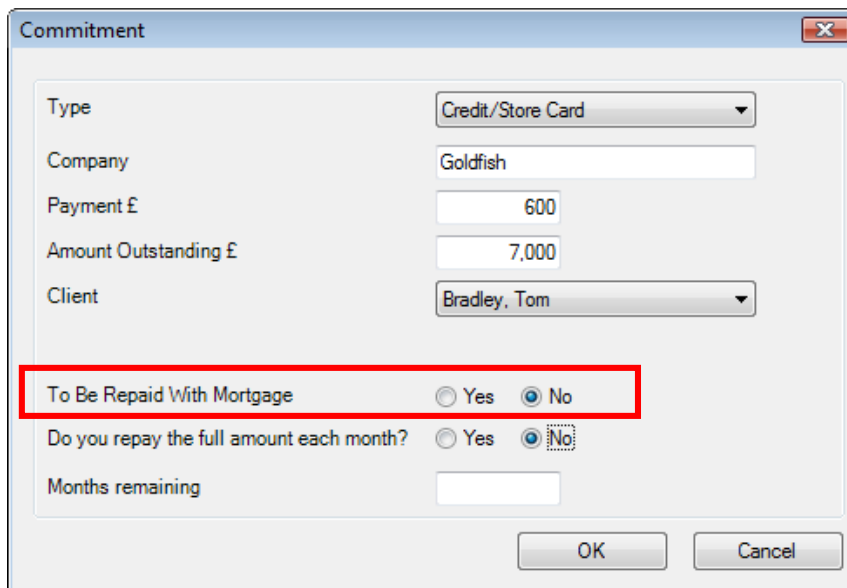 Commitment
Type Credit/Store Card
Company Goldfish
Payment £ 600
Amount Outstanding £ 7,000
Client Bradley, Tom
To Be Repaid With Mortgage Yes No
Do you repay the full amount each month? Yes No
Months remaining
OK Cancel